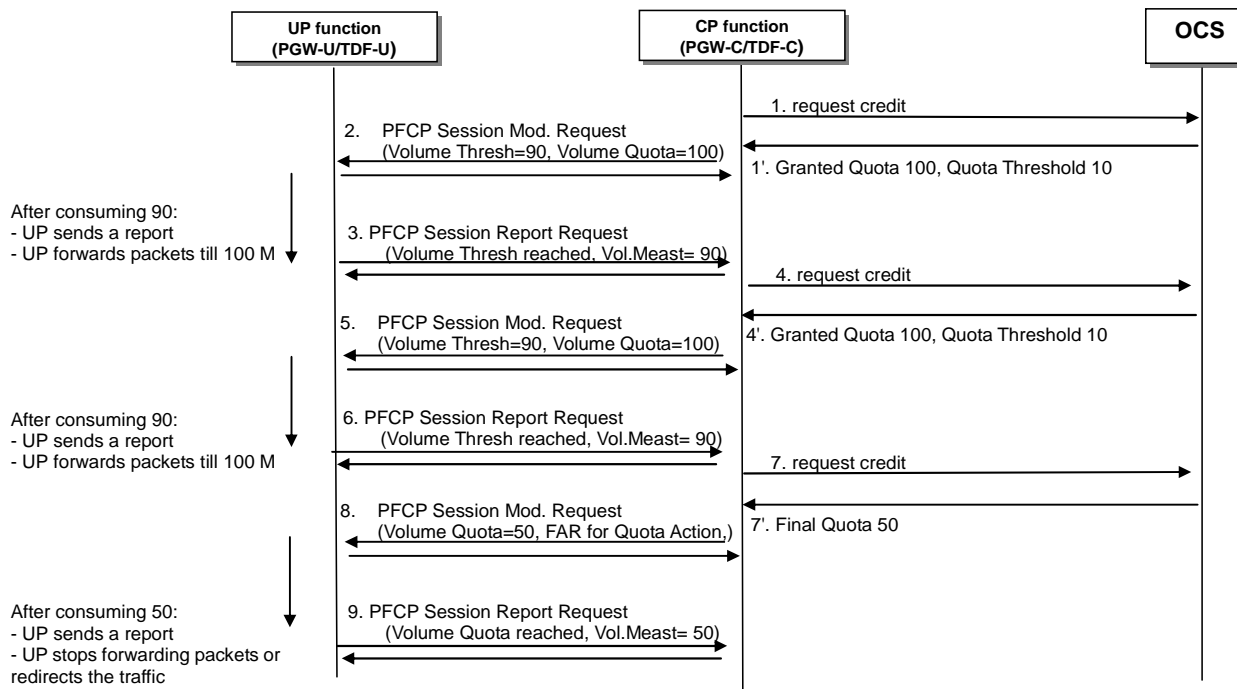 UP function
(PGW-U/TDF-U)
CP function
(PGW-C/TDF-C)
OCS
1. request credit
2. PFCP Session Mod. Request
(Volume Thresh=90, Volume Quota=100)
1'. Granted Quota 100, Quota Threshold 10
After consuming 90:
- UP sends a report
- UP forwards packets till 100 M
3. PFCP Session Report Request
(Volume Thresh reached, Vol.Meast= 90)
4. request credit
5. PFCP Session Mod. Request
(Volume Thresh=90, Volume Quota=100)
4'. Granted Quota 100, Quota Threshold 10
After consuming 90:
- UP sends a report
- UP forwards packets till 100 M
6. PFCP Session Report Request
(Volume Thresh reached, Vol.Meast= 90)
7. request credit
8. PFCP Session Mod. Request
(Volume Quota=50, FAR for Quota Action,)
7'. Final Quota 50
After consuming 50:
- UP sends a report
- UP stops forwarding packets or
redirects the traffic
9. PFCP Session Report Request
(Volume Quota reached, Vol.Meast= 50)